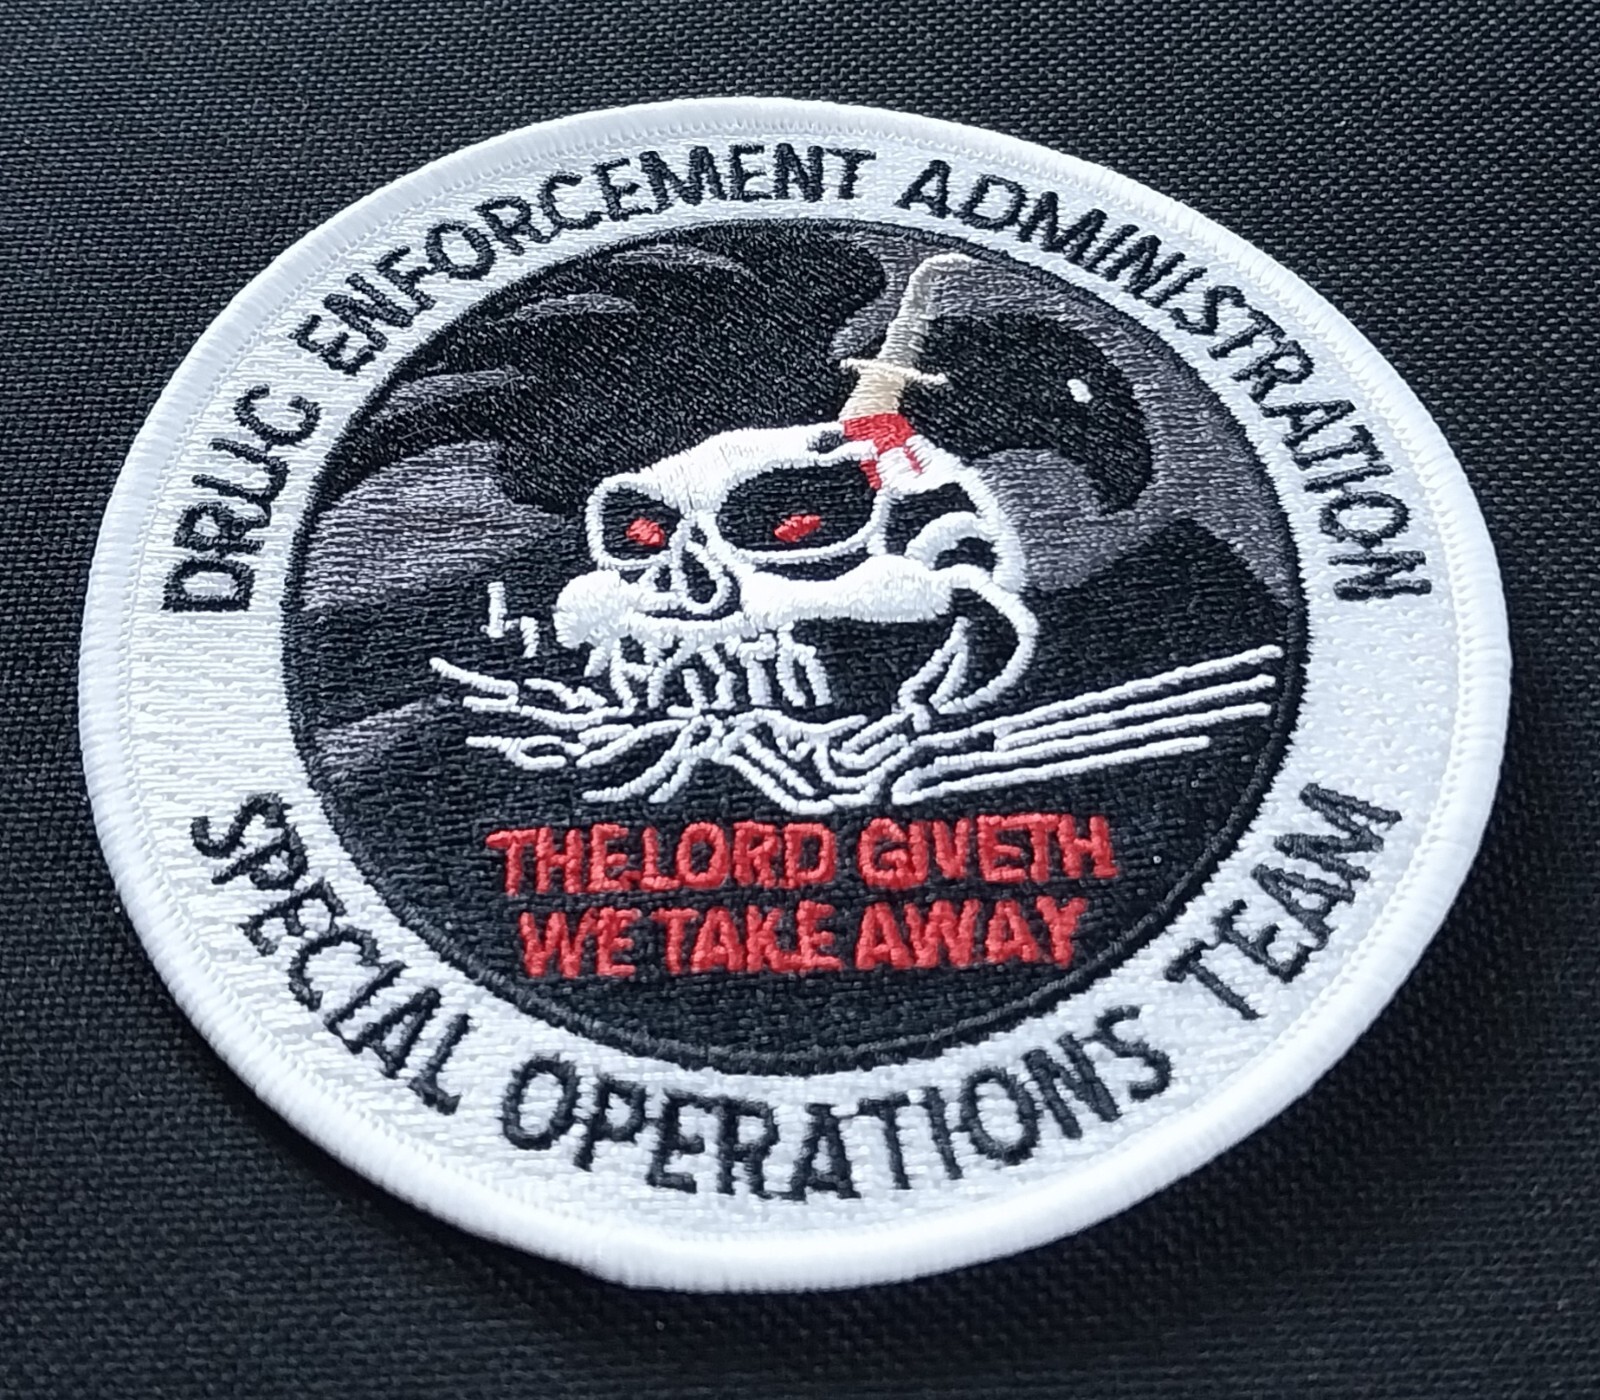 DRUG ENFORCEMENT ADMINISTRATION
THE LORD GIVETH
WE TAKE AWAY
SPECIAL OPERATIONS TEAM